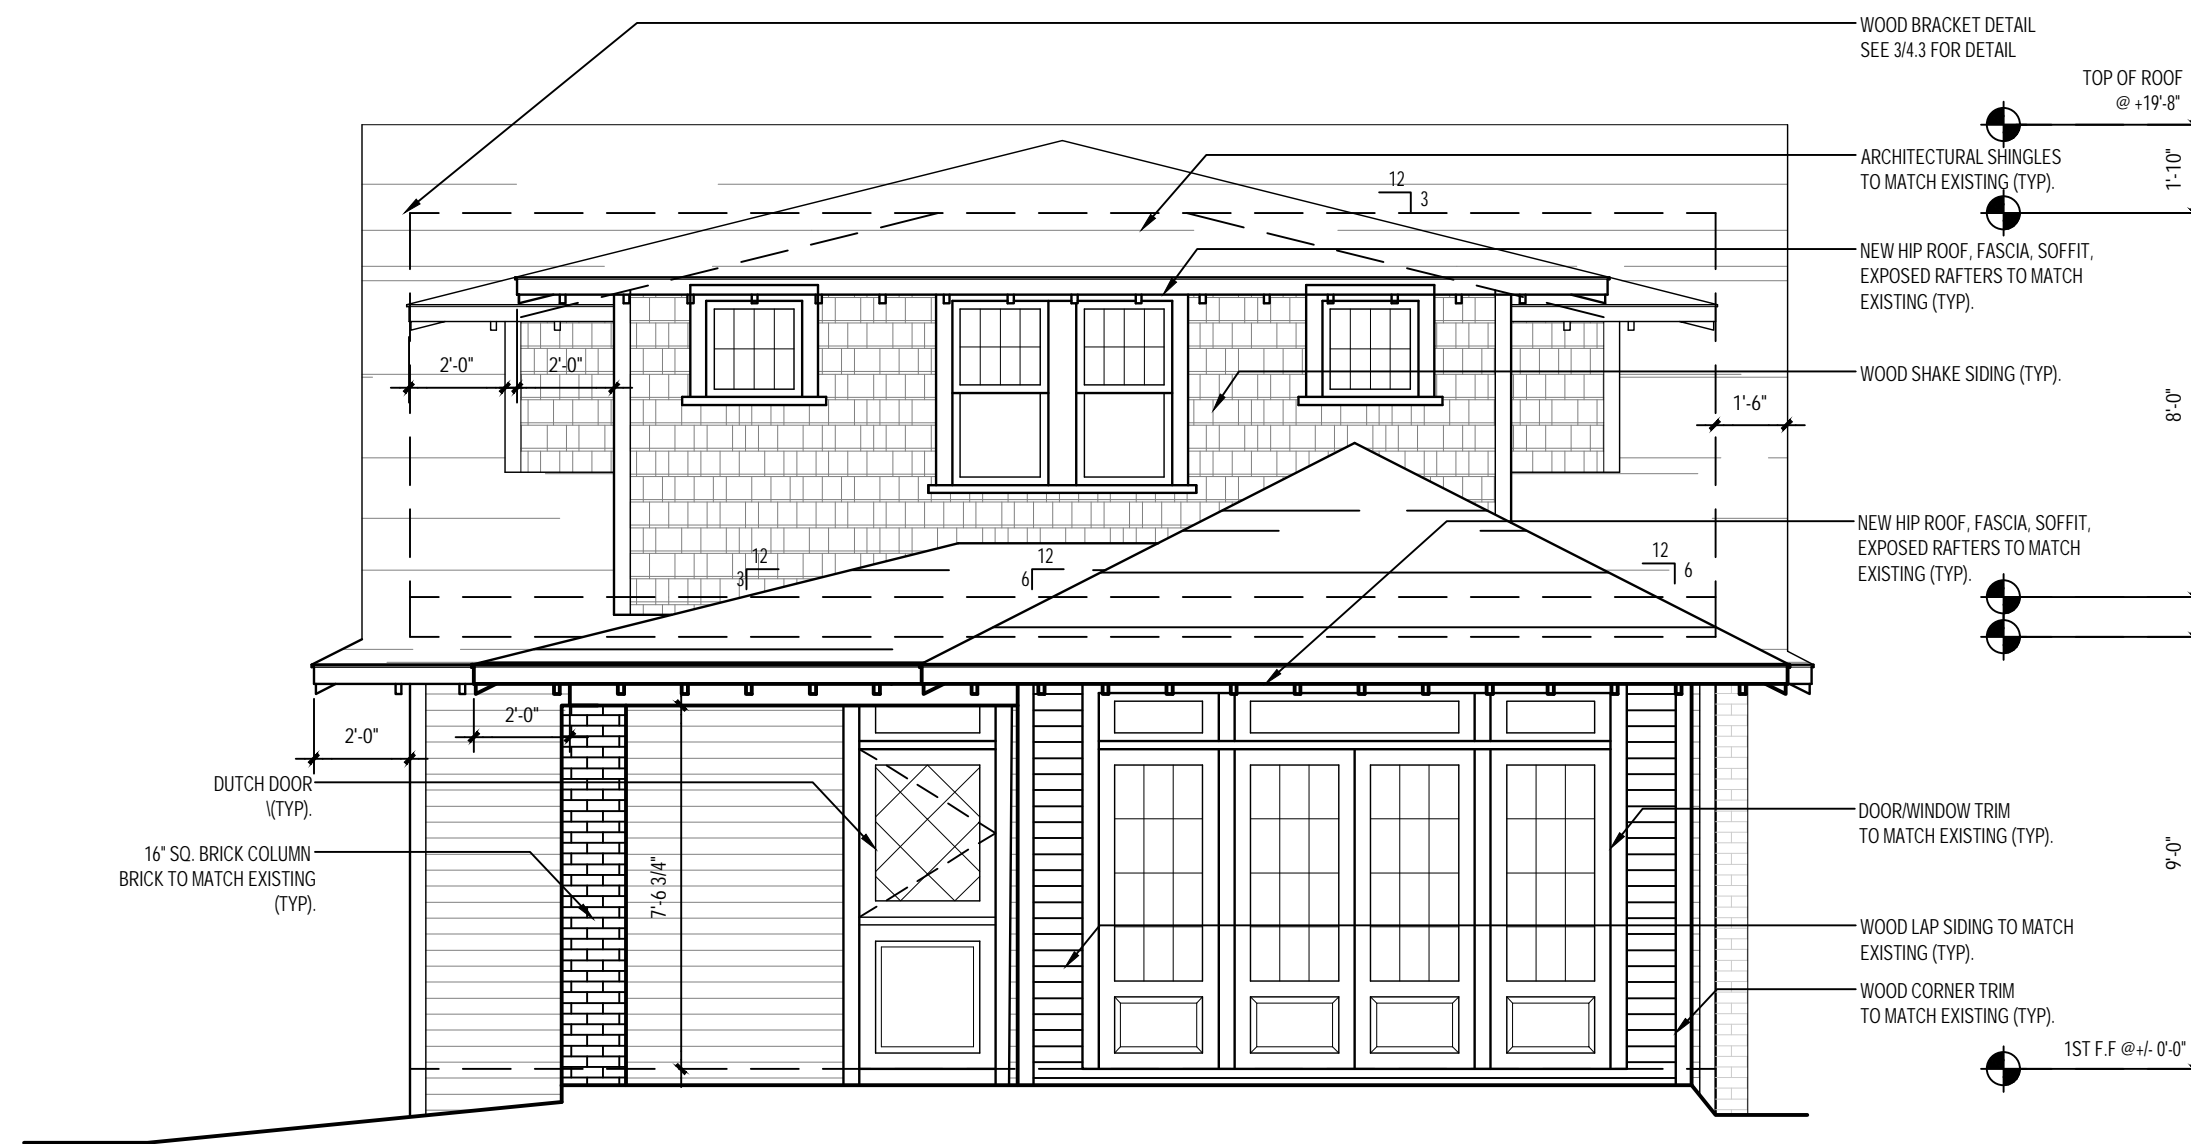 WOOD BRACKET DETAIL
SEE 3/4.3 FOR DETAIL
TOP OF ROOF
@ +19'-8"
1'-10"
ARCHITECTURAL SHINGLES
TO MATCH EXISTING (TYP).
12
3
NEW HIP ROOF, FASCIA, SOFFIT,
EXPOSED RAFTERS TO MATCH
EXISTING (TYP).
2'-0"
2'-0"
WOOD SHAKE SIDING (TYP).
1'-6"
8'-0"
NEW HIP ROOF, FASCIA, SOFFIT,
EXPOSED RAFTERS TO MATCH
EXISTING (TYP).
12
3
12
6
12
6
2'-0"
2'-0"
DUTCH DOOR
\(TYP).
16" SQ. BRICK COLUMN
BRICK TO MATCH EXISTING
(TYP).
7'-6 3/4"
DOOR/WINDOW TRIM
TO MATCH EXISTING (TYP).
9'-0"
WOOD LAP SIDING TO MATCH
EXISTING (TYP).
WOOD CORNER TRIM
TO MATCH EXISTING (TYP).
1ST F.F @+/- 0'-0"